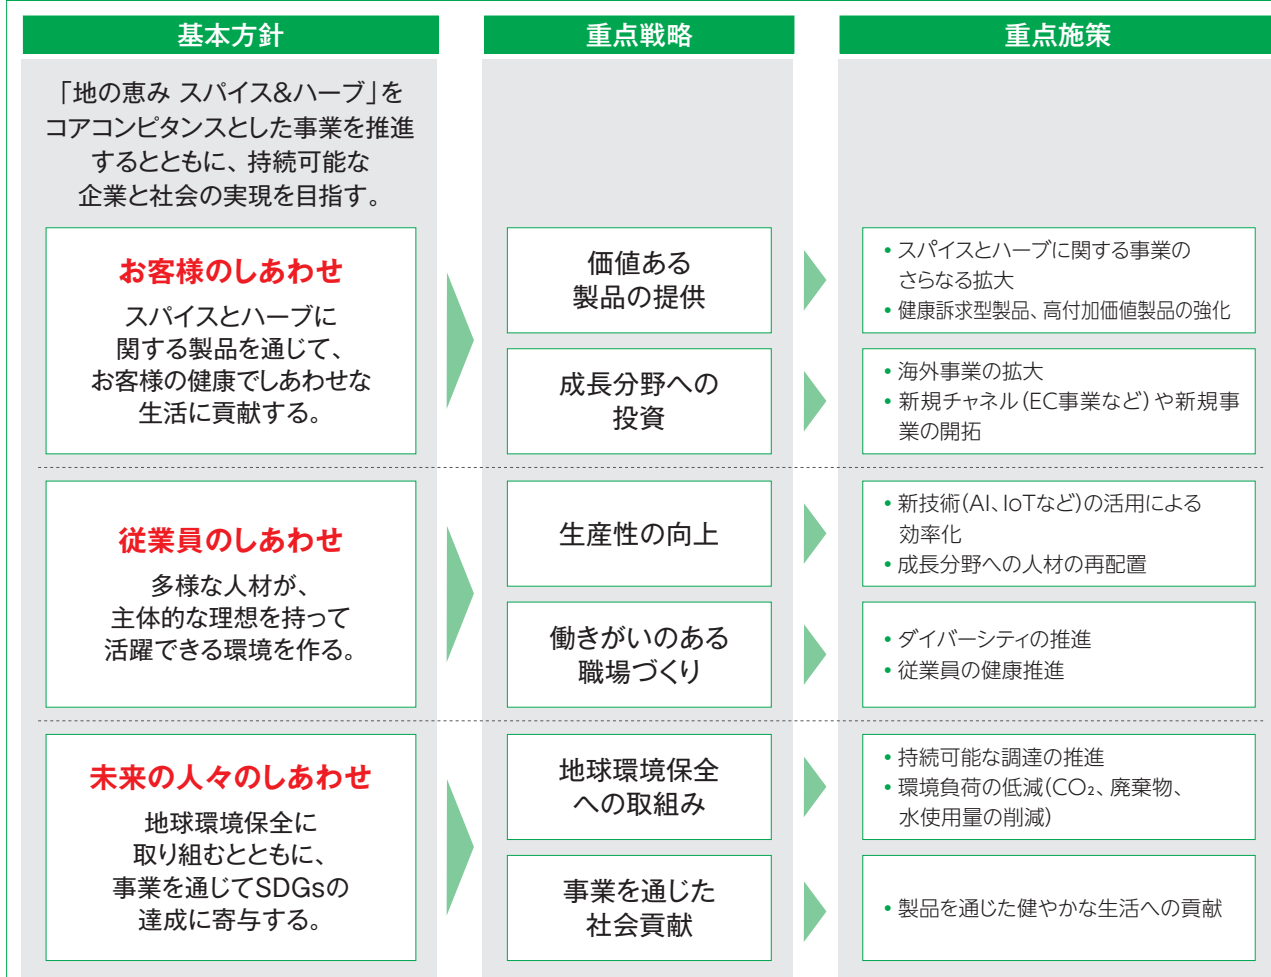 基本方針
重点戦略
重点施策
「地の恵み スパイス&ハーブ」を
コアコンピタンスとした事業を推進
するとともに、持続可能な
企業と社会の実現を目指す。
お客様のしあわせ
スパイスとハーブに
関する製品を通じて、
お客様の健康でしあわせな
生活に貢献する。
価値ある
製品の提供
• スパイスとハーブに関する事業の
さらなる拡大
• 健康訴求型製品、高付加価値製品の強化
成長分野への
投資
• 海外事業の拡大
• 新規チャネル(EC事業など)や新規事
業の開拓
従業員のしあわせ
多様な人材が、
主体的な理想を持って
活躍できる環境を作る。
生産性の向上
• 新技術(AI、IoTなど)の活用による
効率化
• 成長分野への人材の再配置
働きがいのある
職場づくり
• ダイバーシティの推進
• 従業員の健康推進
未来の人々のしあわせ
地球環境保全に
取り組むとともに、
事業を通じてSDGsの
達成に寄与する。
地球環境保全
への取組み
• 持続可能な調達の推進
• 環境負荷の低減(CO₂、廃棄物、
水使用量の削減)
事業を通じた
社会貢献
• 製品を通じた健やかな生活への貢献